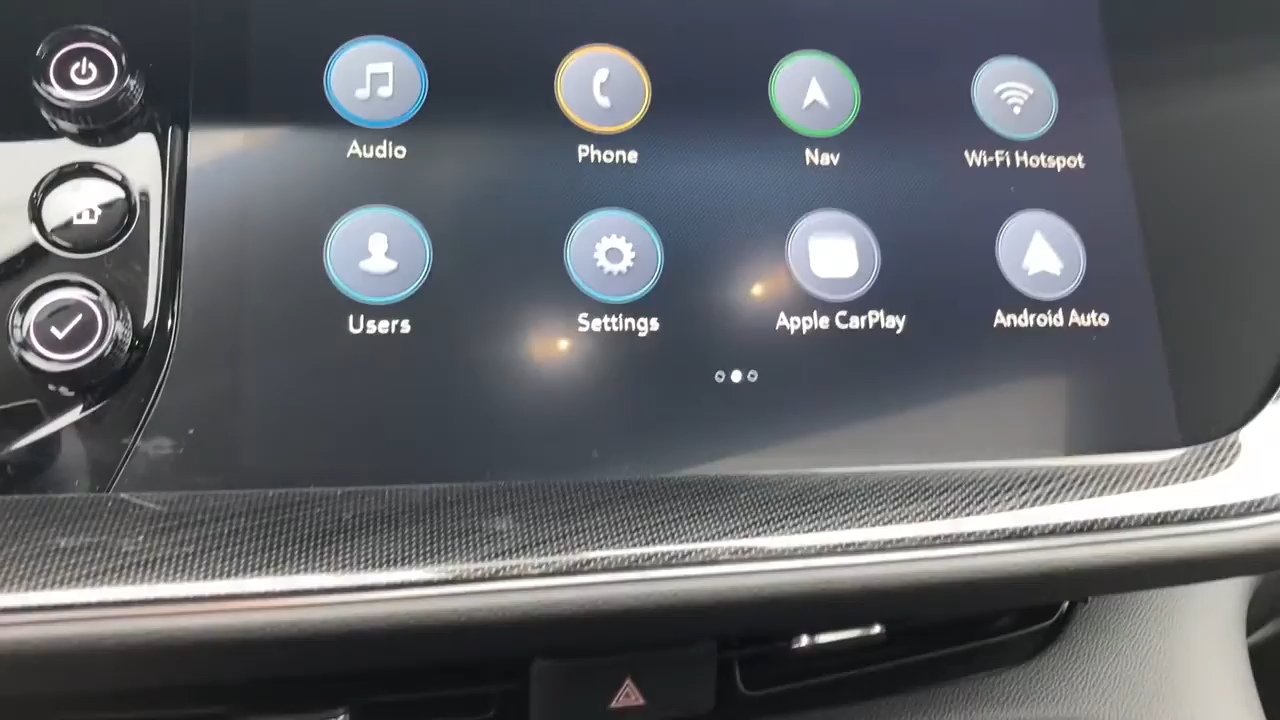 Audio
Phone
Nav
Wi-Fi Hotspot
Users
Settings
Apple CarPlay
Android Auto